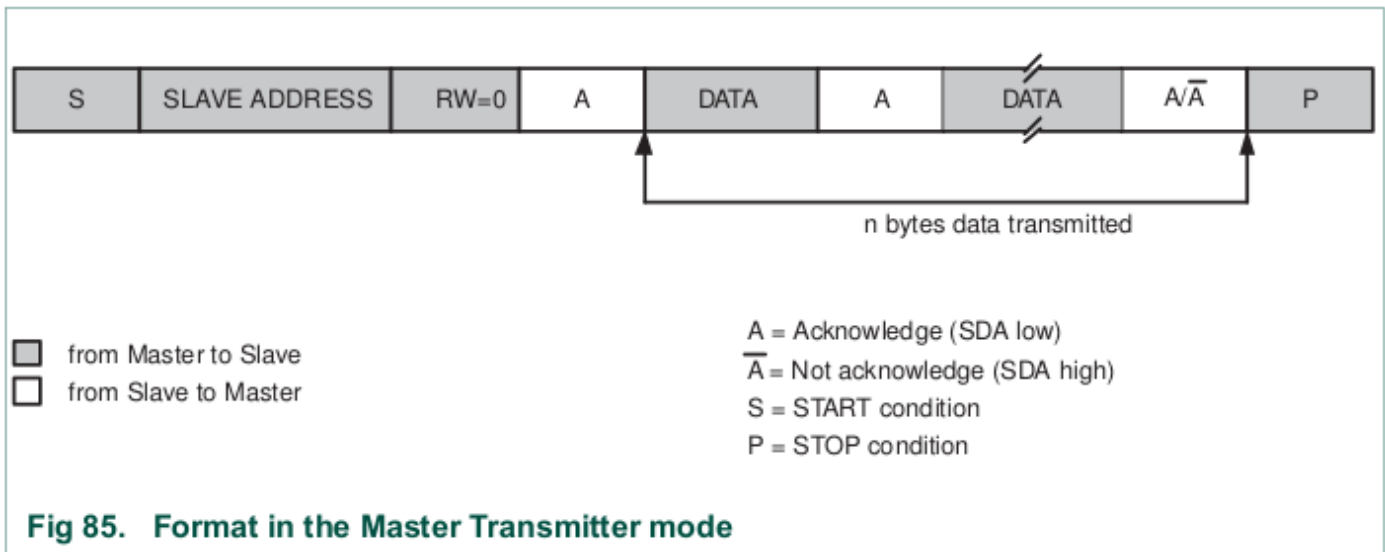 S SLAVE ADDRESS RW=0 A DATA A DATA A/A̅ P
n bytes data transmitted
from Master to Slave
from Slave to Master
A = Acknowledge (SDA low)
A̅ = Not acknowledge (SDA high)
S = START condition
P = STOP condition
Fig 85. Format in the Master Transmitter mode